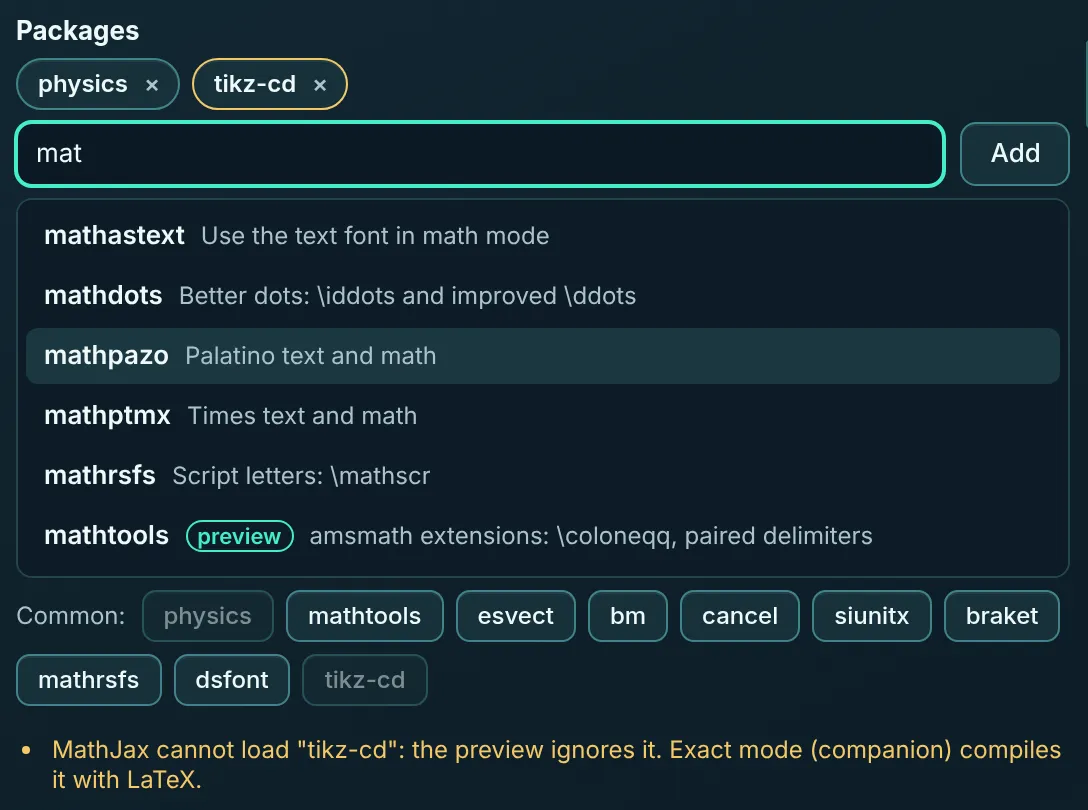 Packages
physics × tikz-cd ×
mat Add
mathastext Use the text font in math mode
mathdots Better dots: \iddots and improved \ddots
mathpazo Palatino text and math
mathptmx Times text and math
mathrsfs Script letters: \mathscr
mathtools preview amsmath extensions: \coloneqq, paired delimiters
Common: physics mathtools esvect bm cancel siunitx braket
mathrsfs dsfont tikz-cd
• MathJax cannot load "tikz-cd": the preview ignores it. Exact mode (companion) compiles
it with LaTeX.